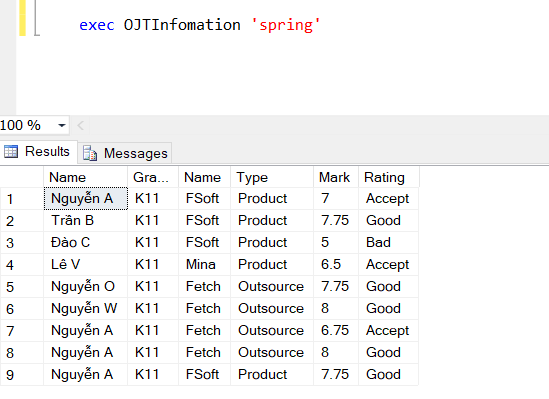 exec OJTInfomation 'spring'
100 %
Results Messages
Name Gra... Name Type Mark Rating
1 Nguyễn A K11 FSoft Product 7 Accept
2 Trần B K11 FSoft Product 7.75 Good
3 Đào C K11 FSoft Product 5 Bad
4 Lê V K11 Mina Product 6.5 Accept
5 Nguyễn O K11 Fetch Outsource 7.75 Good
6 Nguyễn W K11 Fetch Outsource 8 Good
7 Nguyễn A K11 Fetch Outsource 6.75 Accept
8 Nguyễn A K11 Fetch Outsource 8 Good
9 Nguyễn A K11 FSoft Product 7.75 Good